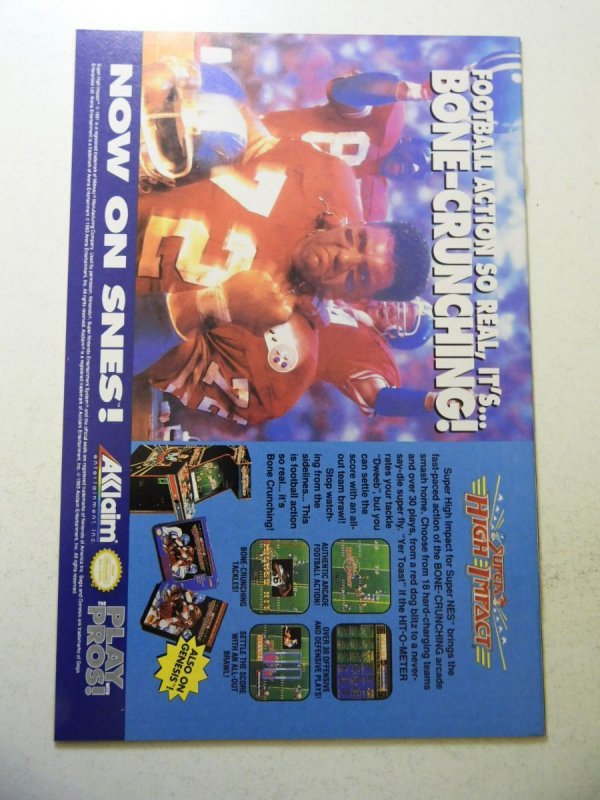 FOOTBALL ACTION SO REAL, IT'S...
BONE-CRUNCHING!
SUPER
HIGH IMPACT
Super High Impact for Super NES™ brings the
fast-paced action of the BONE-CRUNCHING arcade
smash home. Choose from 18 hard-charging teams
and over 30 plays, from a red dog blitz to a never-
say-die super fly. "Yer Toast" if the HIT-O-METER
rates your tackle
"Dweeb", but you
can settle the
score with an all-
out team brawl!
Stop watch-
ing from the
sidelines... This
is football action
so real... it's
Bone Crunching!
AUTHENTIC ARCADE
FOOTBALL ACTION!
OVER 30 OFFENSIVE
AND DEFENSIVE PLAYS!
BONE-CRUNCHING
TACKLES!
SETTLE THE SCORE
WITH AN ALL-OUT
BRAWL!
ALSO ON
GENESIS™!
NOW ON SNES™!
AKKlaim
entertainment, inc.
PLAY
THE
PROS!